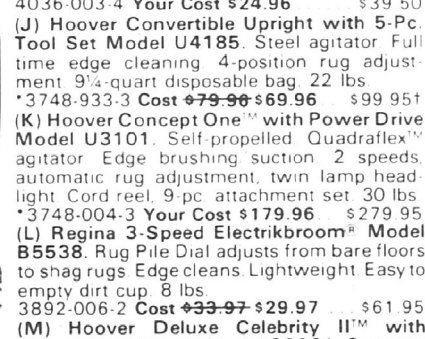 4036-003-4 Your Cost $24.96 . . $39 50
(J) Hoover Convertible Upright with 5-Pc.
Tool Set Model U4185. Steel agitator. Full
time edge cleaning. 4-position rug adjust-
ment. 9¼-quart disposable bag. 22 lbs.
*3748-933-3 Cost $79.96 $69.96 . . $99.95†
(K) Hoover Concept One™ with Power Drive
Model U3101. Self-propelled. Quadraflex™
agitator. Edge brushing suction. 2 speeds,
automatic rug adjustment, twin lamp head-
light. Cord reel, 9-pc. attachment set. 30 lbs.
*3748-004-3 Your Cost $179.96 . . $279.95
(L) Regina 3-Speed Electrikbroom® Model
B5538. Rug Pile Dial adjusts from bare floors
to shag rugs. Edge cleans. Lightweight. Easy to
empty dirt cup. 8 lbs.
3892-006-2 Cost $33.97 $29.97 . . . $61.95
(M) Hoover Deluxe Celebrity II™ with